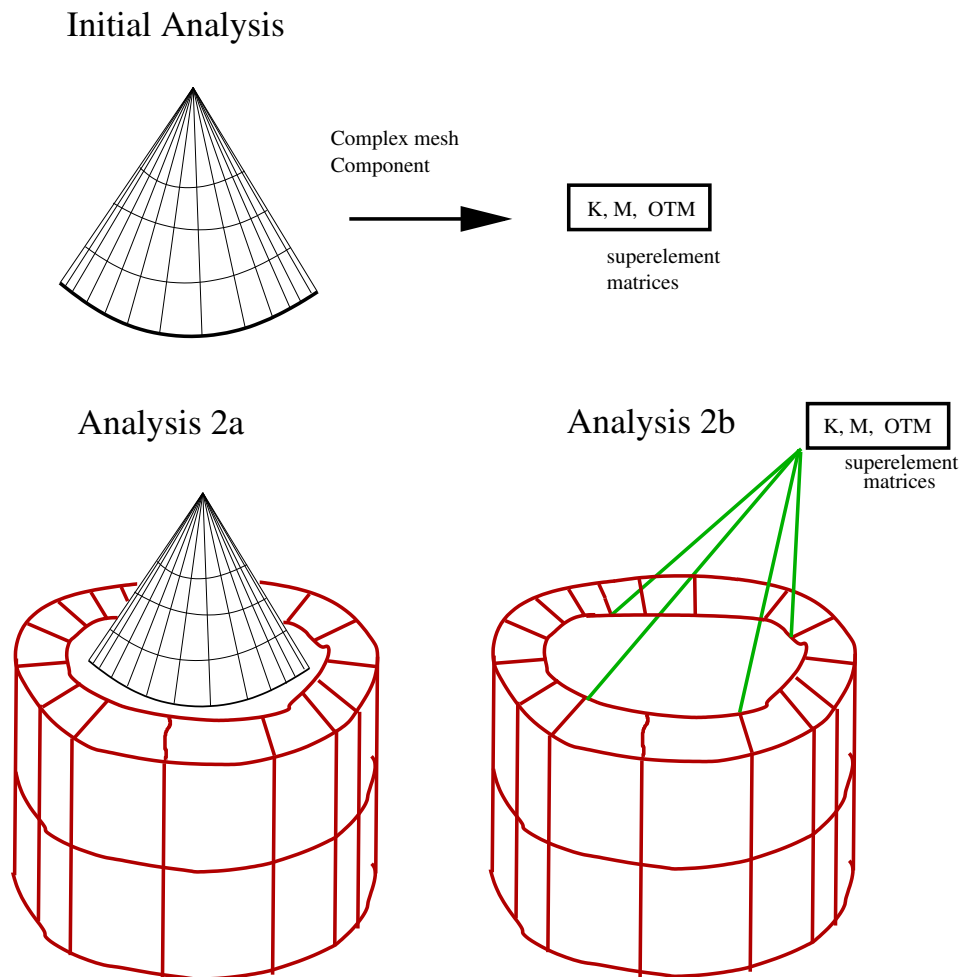 Initial Analysis
Complex mesh
Component
K, M, OTM
superelement
matrices
Analysis 2a
Analysis 2b
K, M, OTM
superelement
matrices